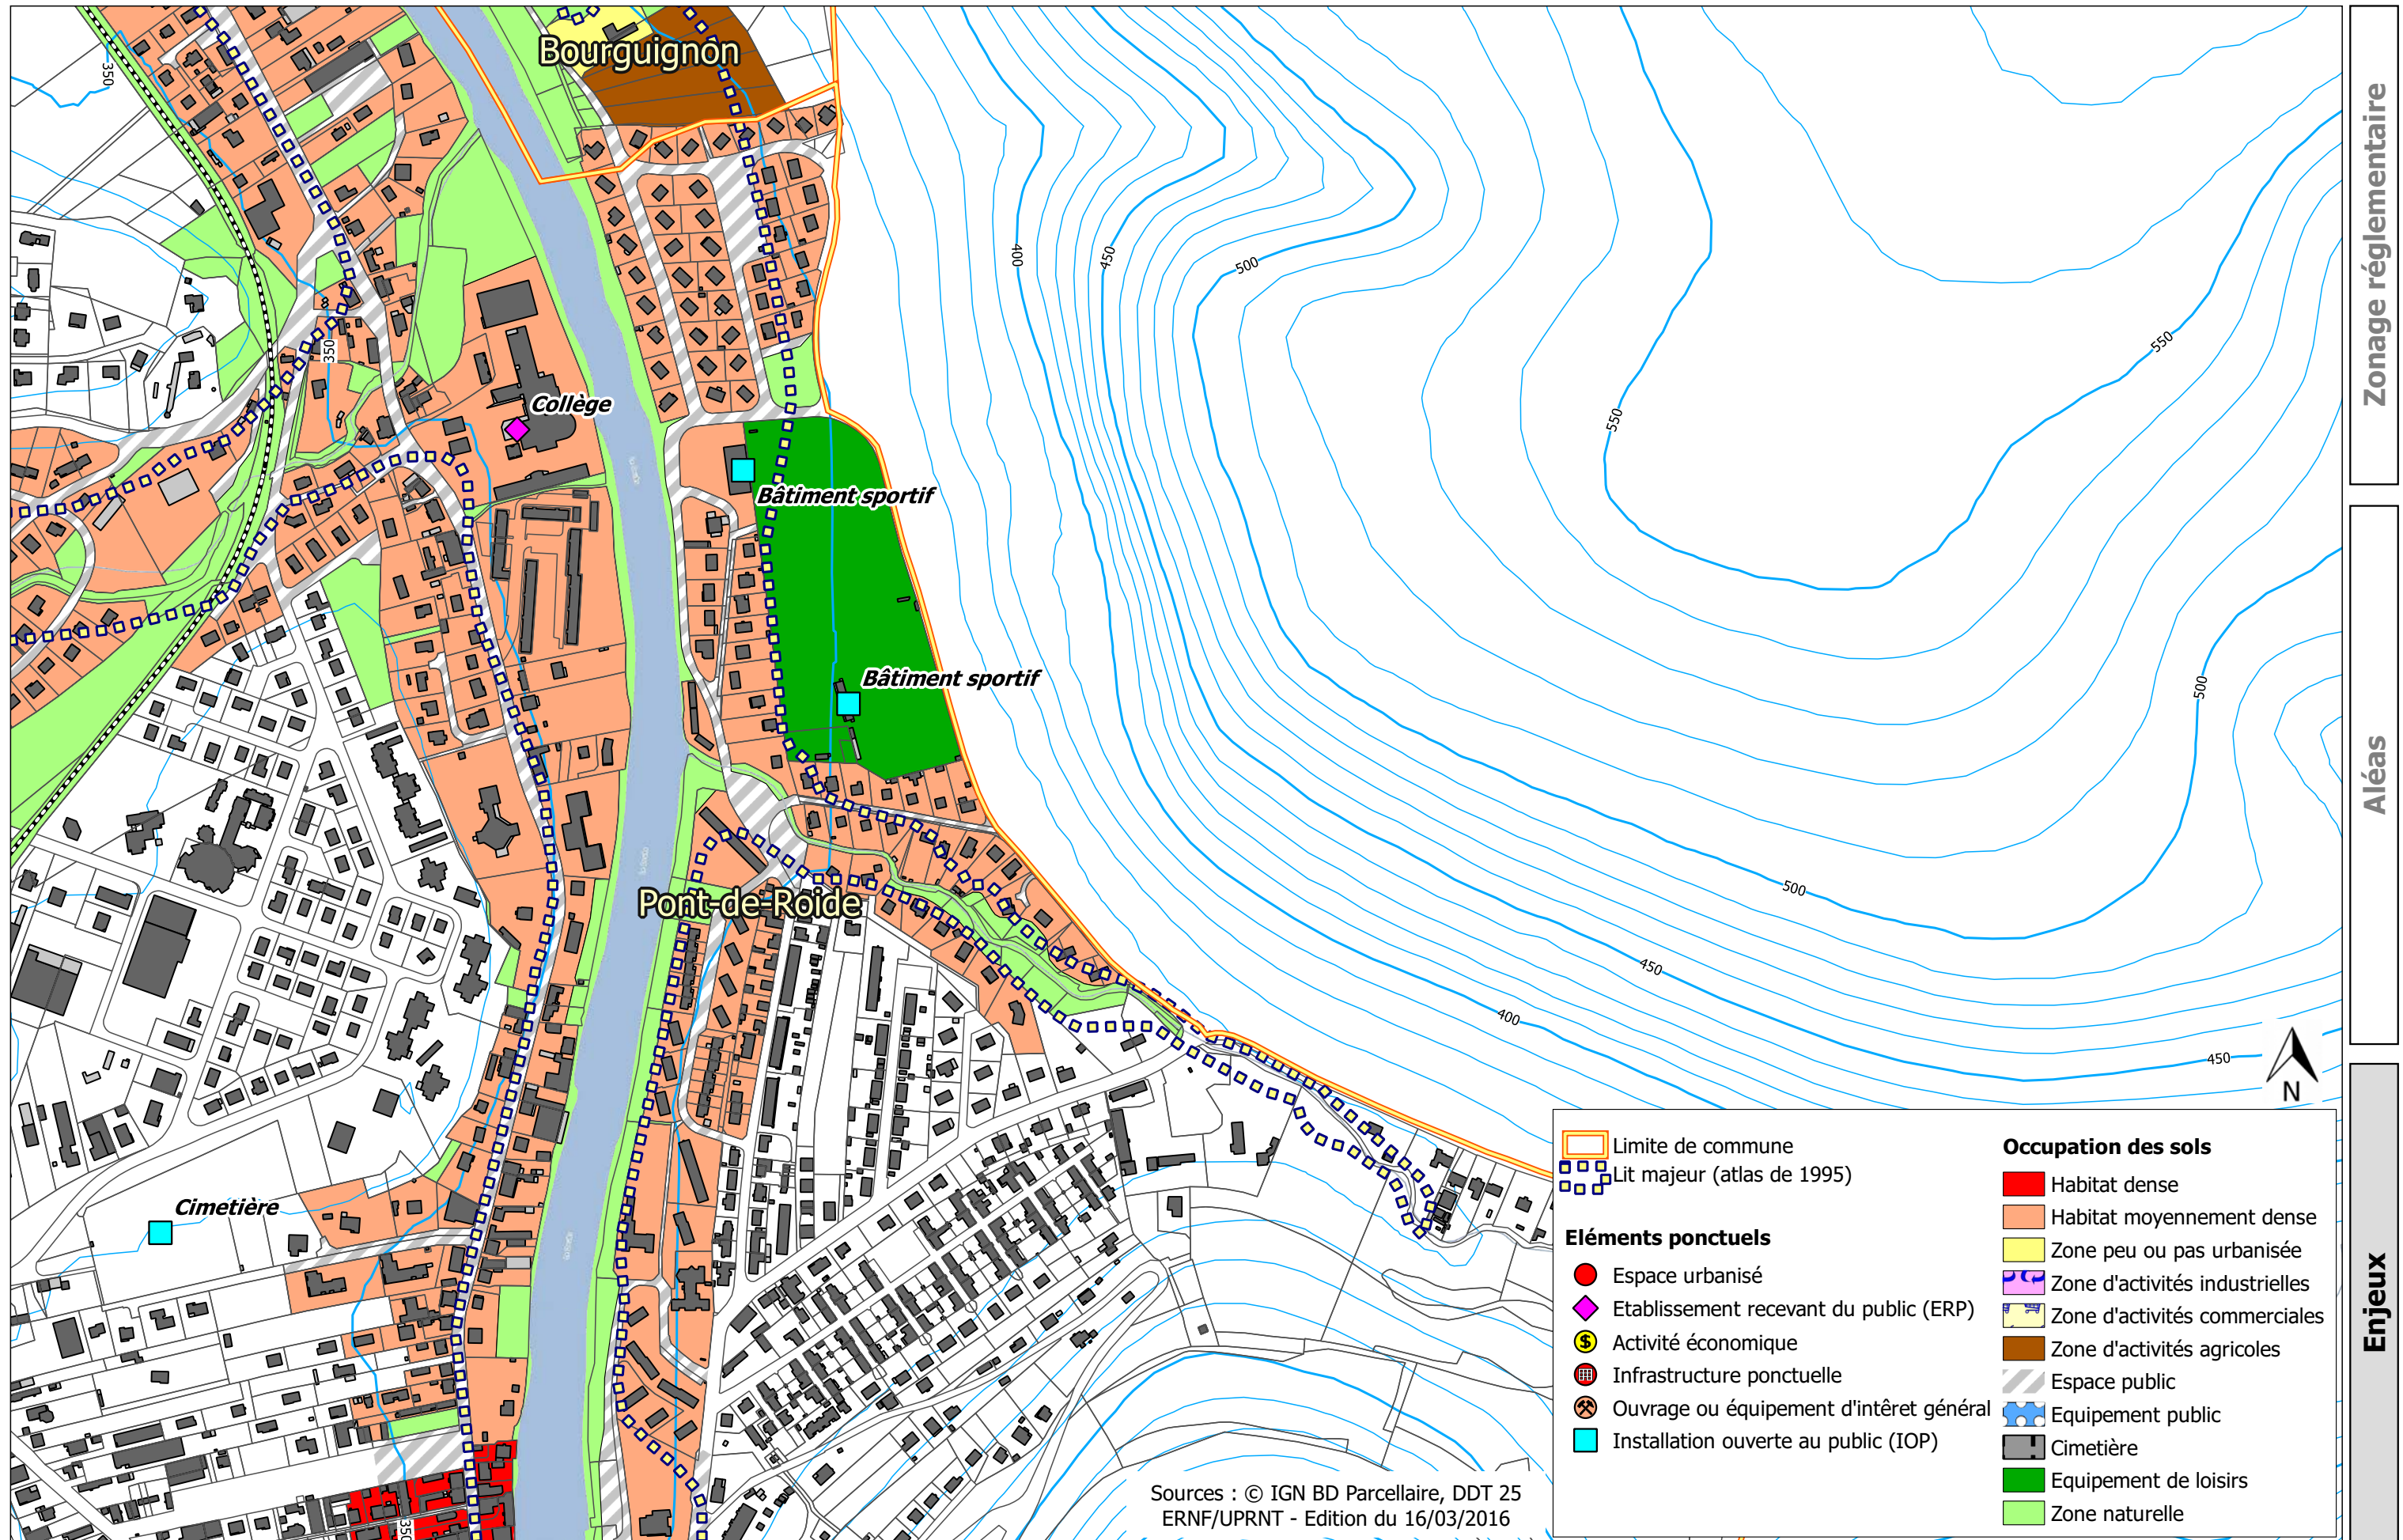 Bourguignon
350
400
450
500
550
550
350
Collège
Bâtiment sportif
Bâtiment sportif
500
500
Pont-de-Roide
450
400
450
N
Cimetière
350
Zonage réglementaire
Aléas
Enjeux
Limite de commune
Lit majeur (atlas de 1995)
Eléments ponctuels
Espace urbanisé
Etablissement recevant du public (ERP)
Activité économique
Infrastructure ponctuelle
Ouvrage ou équipement d'intêret général
Installation ouverte au public (IOP)
Occupation des sols
Habitat dense
Habitat moyennement dense
Zone peu ou pas urbanisée
Zone d'activités industrielles
Zone d'activités commerciales
Zone d'activités agricoles
Espace public
Equipement public
Cimetière
Equipement de loisirs
Zone naturelle
Sources : © IGN BD Parcellaire, DDT 25
ERNF/UPRNT - Edition du 16/03/2016